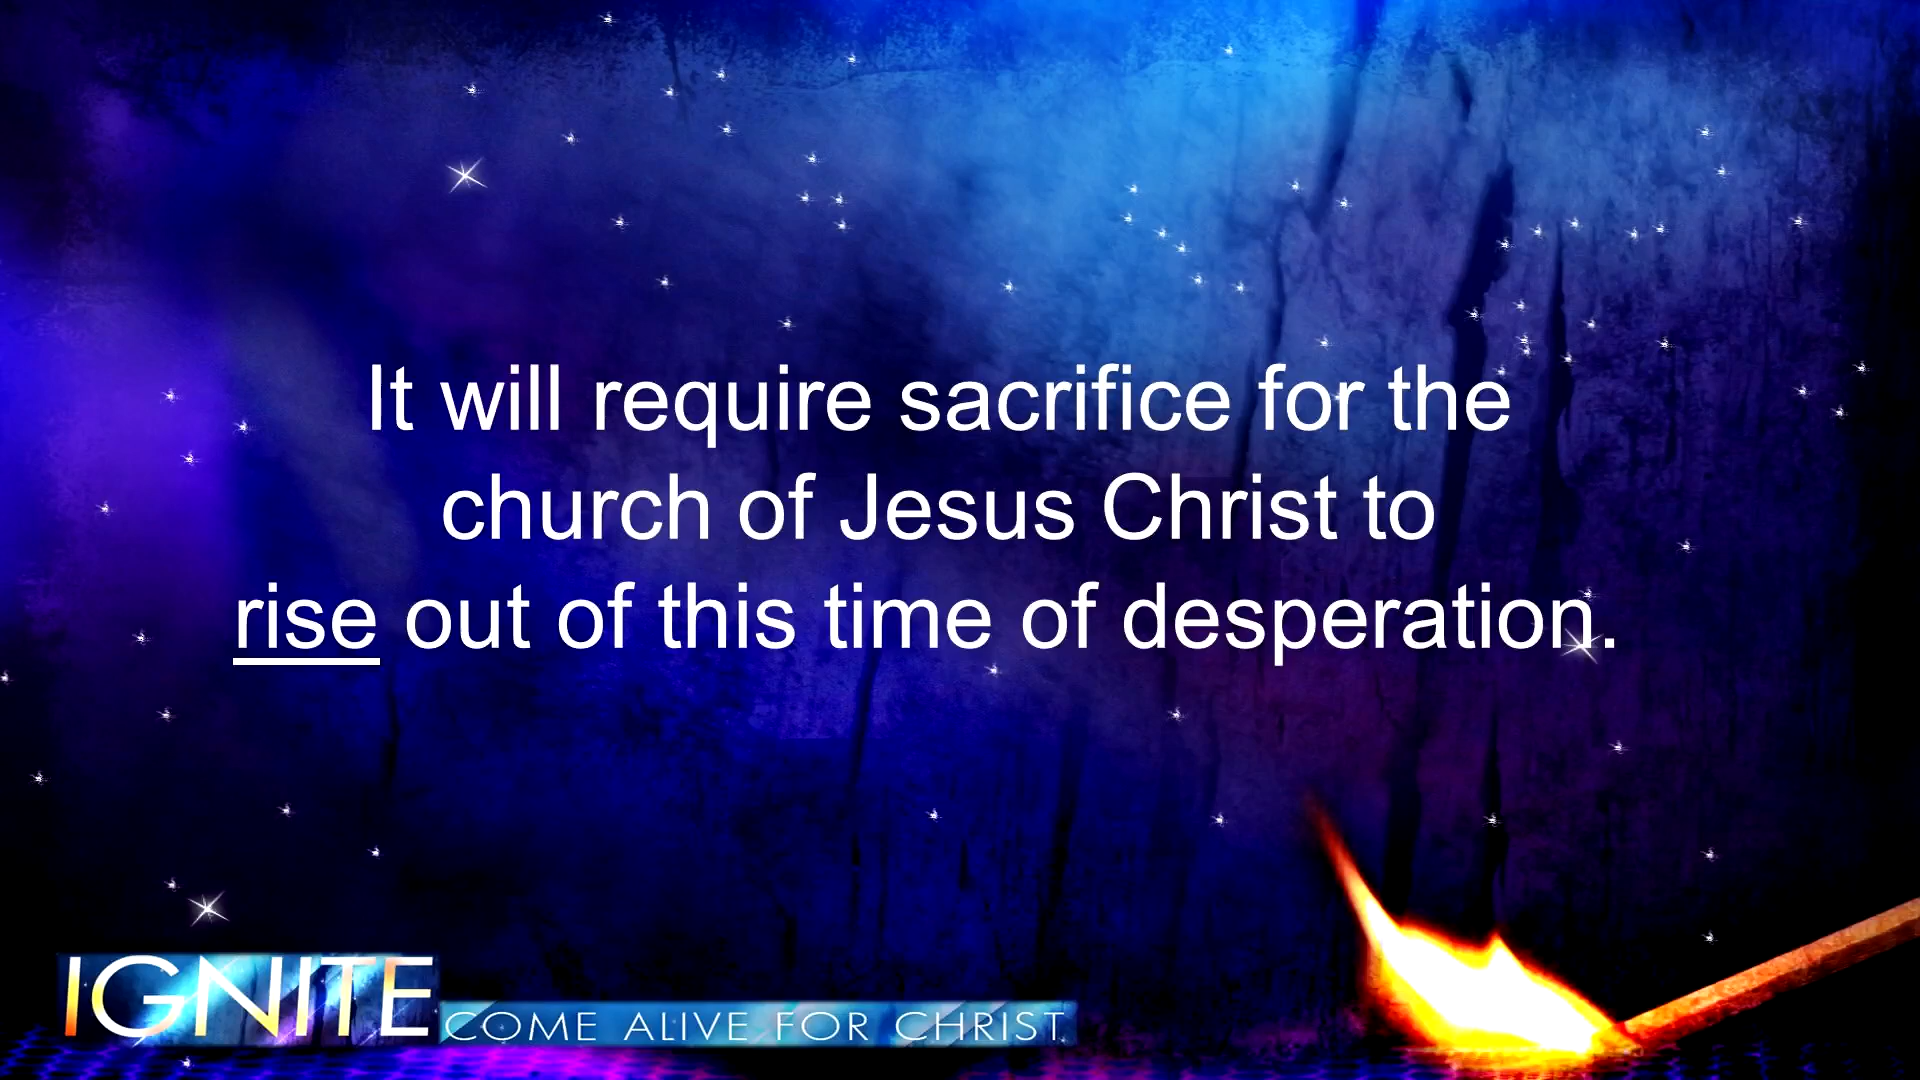 It will require sacrifice for the
church of Jesus Christ to
rise out of this time of desperation.
IGNITE
COME ALIVE FOR CHRIST